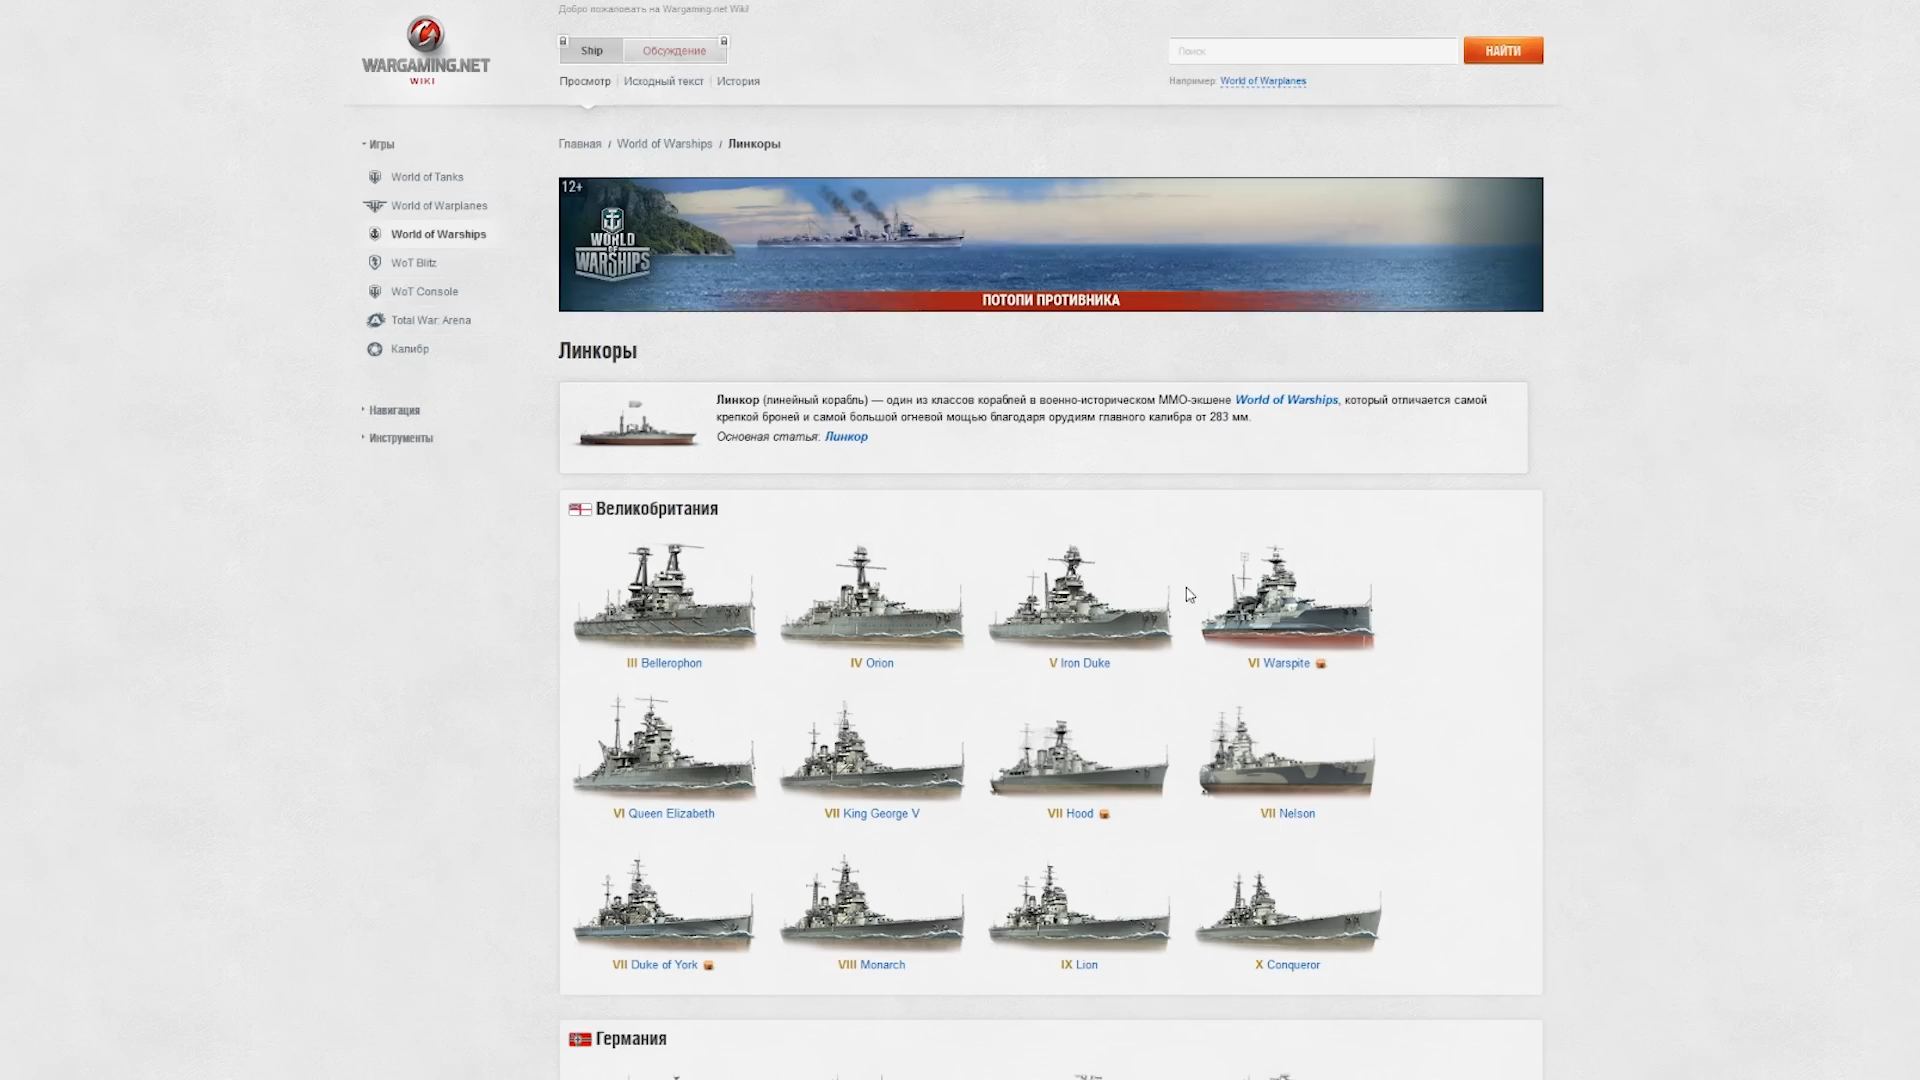 Добро пожаловать на Wargaming.net Wiki!
WARGAMING.NET
WIKI
Ship
Обсуждение
Просмотр
Исходный текст
История
Поиск
НАЙТИ
Например: World of Warplanes
Игры
World of Tanks
World of Warplanes
World of Warships
WoT Blitz
WoT Console
Total War: Arena
Калибр
Навигация
Инструменты
Главная / World of Warships / Линкоры
12+
WORLD
OF
WARSHIPS
ПОТОПИ ПРОТИВНИКА
Линкоры
Линкор (линейный корабль) — один из классов кораблей в военно-историческом ММО-экшене World of Warships, который отличается самой
крепкой броней и самой большой огневой мощью благодаря орудиям главного калибра от 283 мм.
Основная статья: Линкор
Великобритания
III Bellerophon
IV Orion
V Iron Duke
VI Warspite
VI Queen Elizabeth
VII King George V
VII Hood
VII Nelson
VII Duke of York
VIII Monarch
IX Lion
X Conqueror
Германия